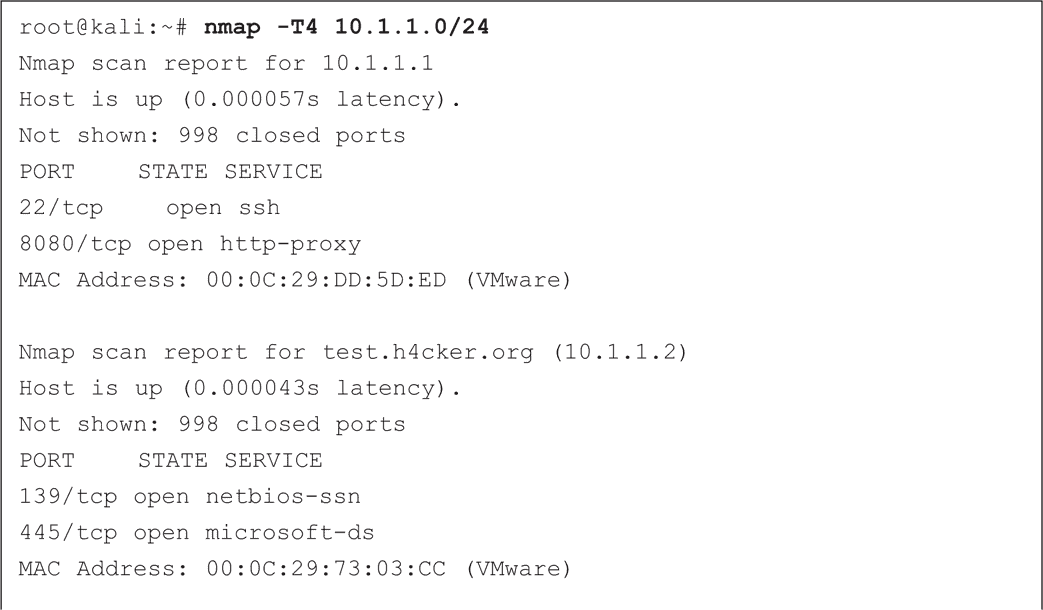 root@kali:~# nmap -T4 10.1.1.0/24
Nmap scan report for 10.1.1.1
Host is up (0.000057s latency).
Not shown: 998 closed ports
PORT    STATE SERVICE
22/tcp    open ssh
8080/tcp open http-proxy
MAC Address: 00:0C:29:DD:5D:ED (VMware)

Nmap scan report for test.h4cker.org (10.1.1.2)
Host is up (0.000043s latency).
Not shown: 998 closed ports
PORT    STATE SERVICE
139/tcp open netbios-ssn
445/tcp open microsoft-ds
MAC Address: 00:0C:29:73:03:CC (VMware)